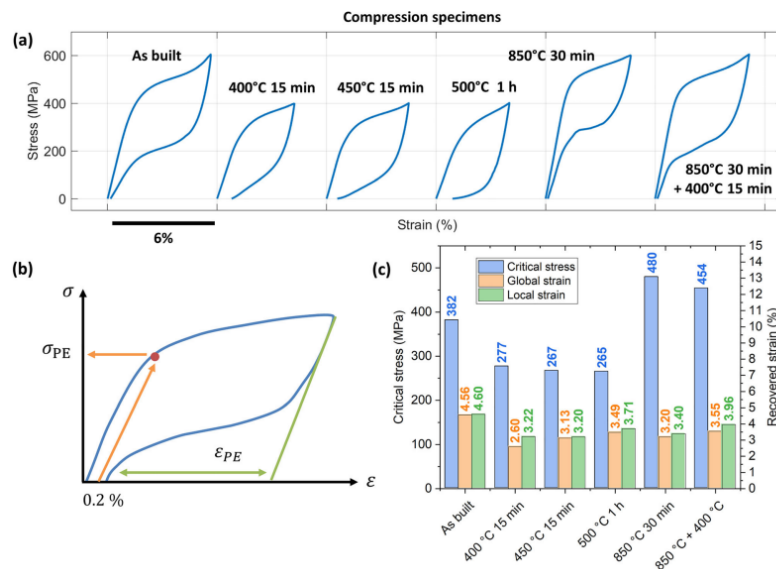 Compression specimens
(a)
As built
400°C 15 min
450°C 15 min
500°C 1 h
850°C 30 min
850°C 30 min
+ 400°C 15 min
Stress (MPa)
600
400
200
0
Strain (%)
6%
(b)
σ
σPE
εPE
0.2 %
ε
(c)
Critical stress (MPa)
500
400
300
200
100
0
Critical stress
Global strain
Local strain
382
4.56
4.60
277
2.60
3.22
267
3.13
3.20
265
3.49
3.71
480
3.20
3.40
454
3.55
3.96
15
14
13
12
11
10
9
8
7
6
5
4
3
2
1
0
Recovered strain (%)
As built
400 °C 15 min
450 °C 15 min
500 °C 1 h
850 °C 30 min
850 °C + 400 °C